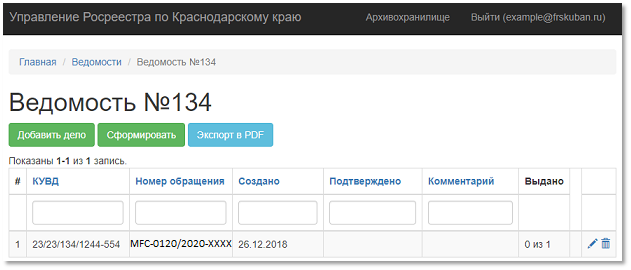 Управление Росреестра по Краснодарскому краю Архивохранилище Выйти (example@frskuban.ru)
Главная / Ведомости / Ведомость №134
Ведомость №134
Добавить дело Сформировать Экспорт в PDF
Показаны 1-1 из 1 запись.
# КУВД Номер обращения Создано Подтверждено Комментарий Выдано
1 23/23/134/1244-554 MFC-0120/2020-XXXX 26.12.2018 0 из 1